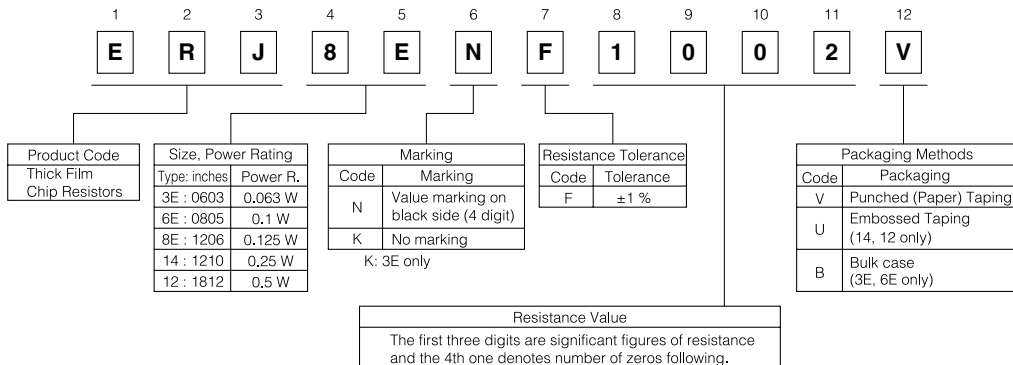 1 2 3 4 5 6 7 8 9 10 11 12
E R J 8 E N F 1 0 0 2 V
Product Code
Thick Film
Chip Resistors
Size, Power Rating
Type: inches Power R.
3E : 0603 0.063 W
6E : 0805 0.1 W
8E : 1206 0.125 W
14 : 1210 0.25 W
12 : 1812 0.5 W
Marking
Code Marking
N Value marking on
black side (4 digit)
K No marking
K: 3E only
Resistance Tolerance
Code Tolerance
F ±1 %
Packaging Methods
Code Packaging
V Punched (Paper) Taping
U Embossed Taping
(14, 12 only)
B Bulk case
(3E, 6E only)
Resistance Value
The first three digits are significant figures of resistance
and the 4th one denotes number of zeros following.